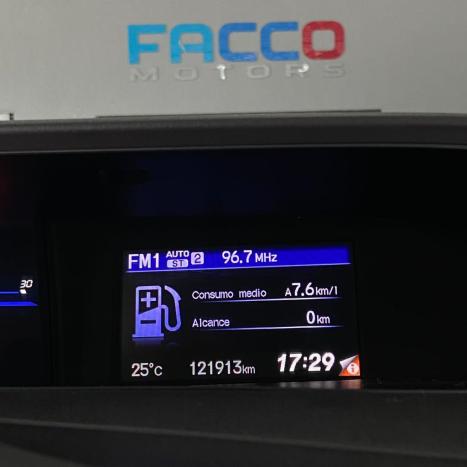 FACCO
MOTORS
FM1 AUTO ST 2 96.7 MHz
30
Consumo medio A7.6 km/l
Alcance 0 km
25°C 121913 km 17:29